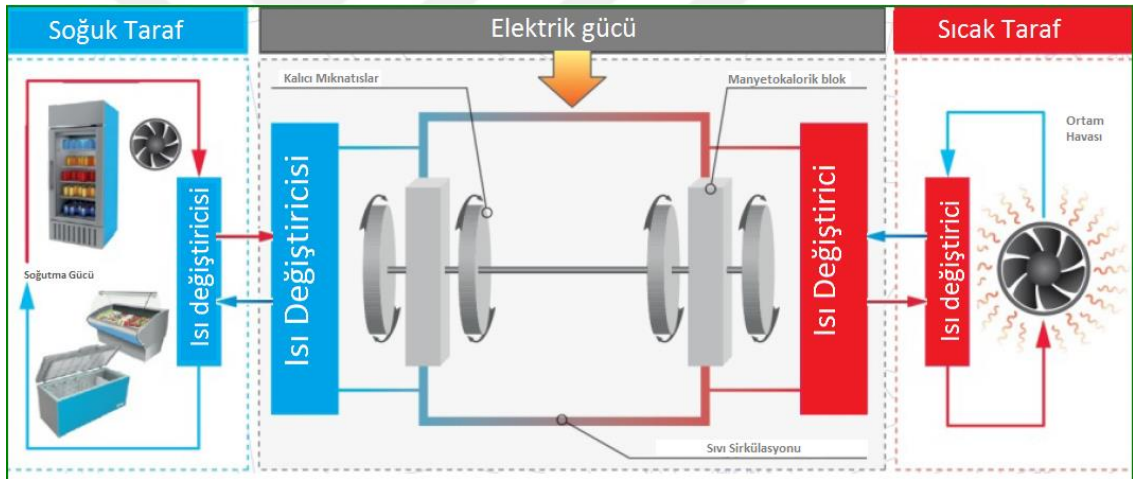 Soğuk Taraf
Elektrik gücü
Sıcak Taraf
Kalıcı Mıknatıslar
Manyetokalorik blok
Ortam
Havası
Isı değiştiricisi
Isı Değiştiricisi
Isı Değiştirici
Isı değiştirici
Soğutma Gücü
Sıvı Sirkülasyonu